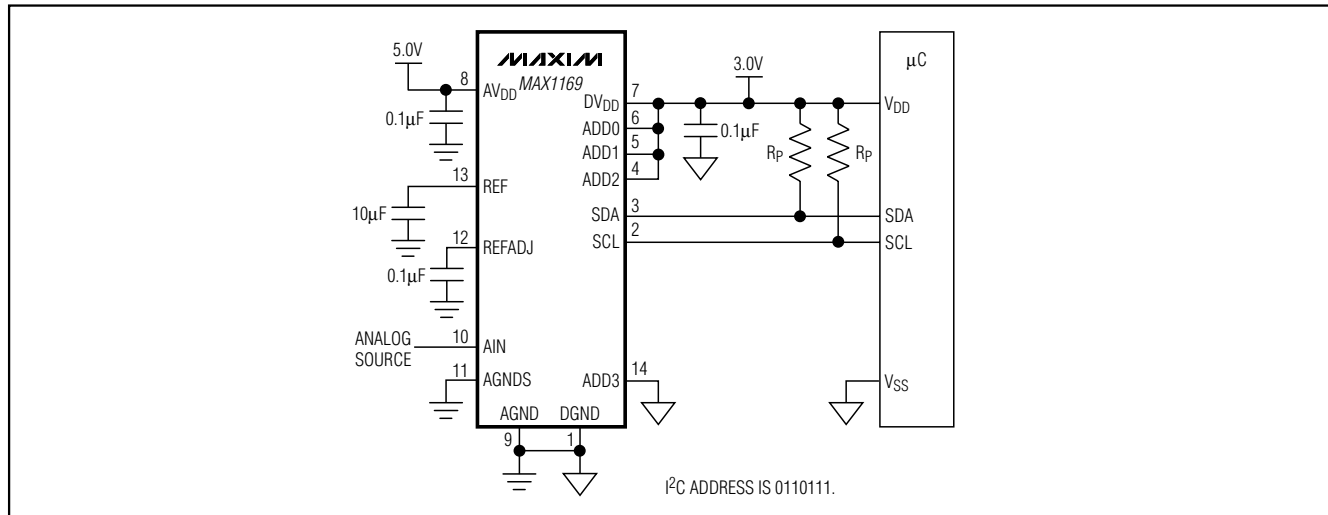 5.0V
8
AVDD
0.1µF
MAXIM
MAX1169
DVDD
7
ADD0
6
ADD1
5
ADD2
4
3.0V
0.1µF
RP
RP
µC
VDD
13
REF
10µF
12
REFADJ
0.1µF
SDA
3
SCL
2
SDA
SCL
ANALOG
SOURCE
10
AIN
11
AGNDS
ADD3
14
VSS
AGND
DGND
9
1
I2C ADDRESS IS 0110111.